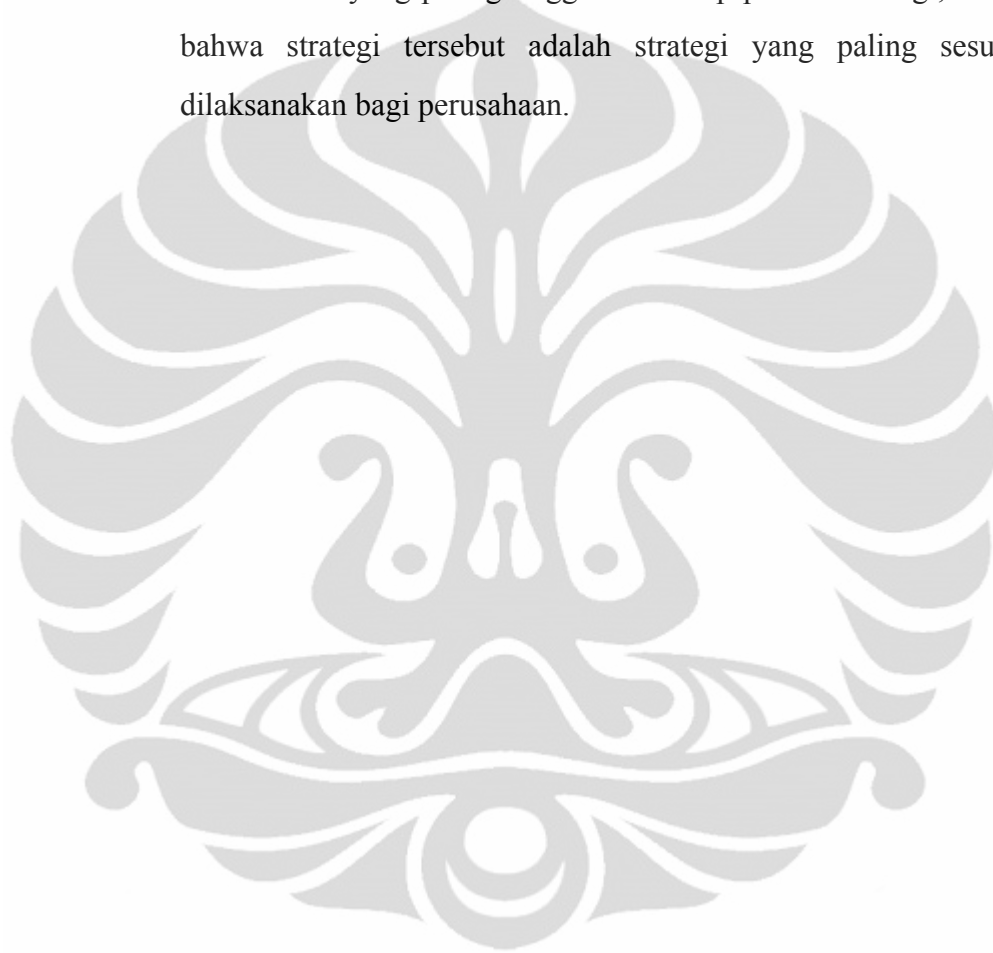 bahwa strategi tersebut adalah strategi yang paling sesu
dilaksanakan bagi perusahaan.